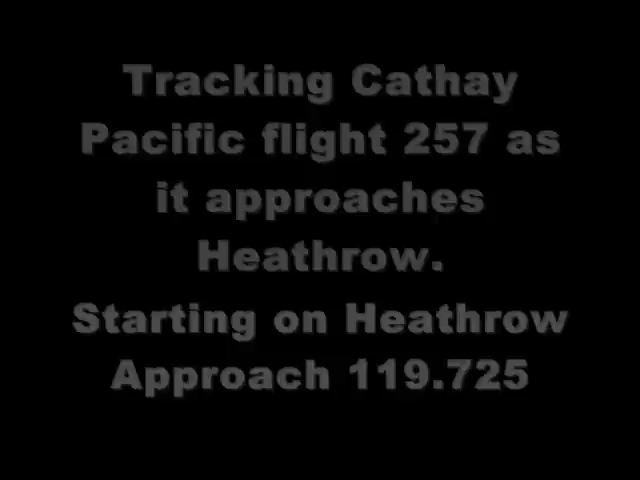 Tracking Cathay
Pacific flight 257 as
it approaches
Heathrow.
Starting on Heathrow
Approach 119.725